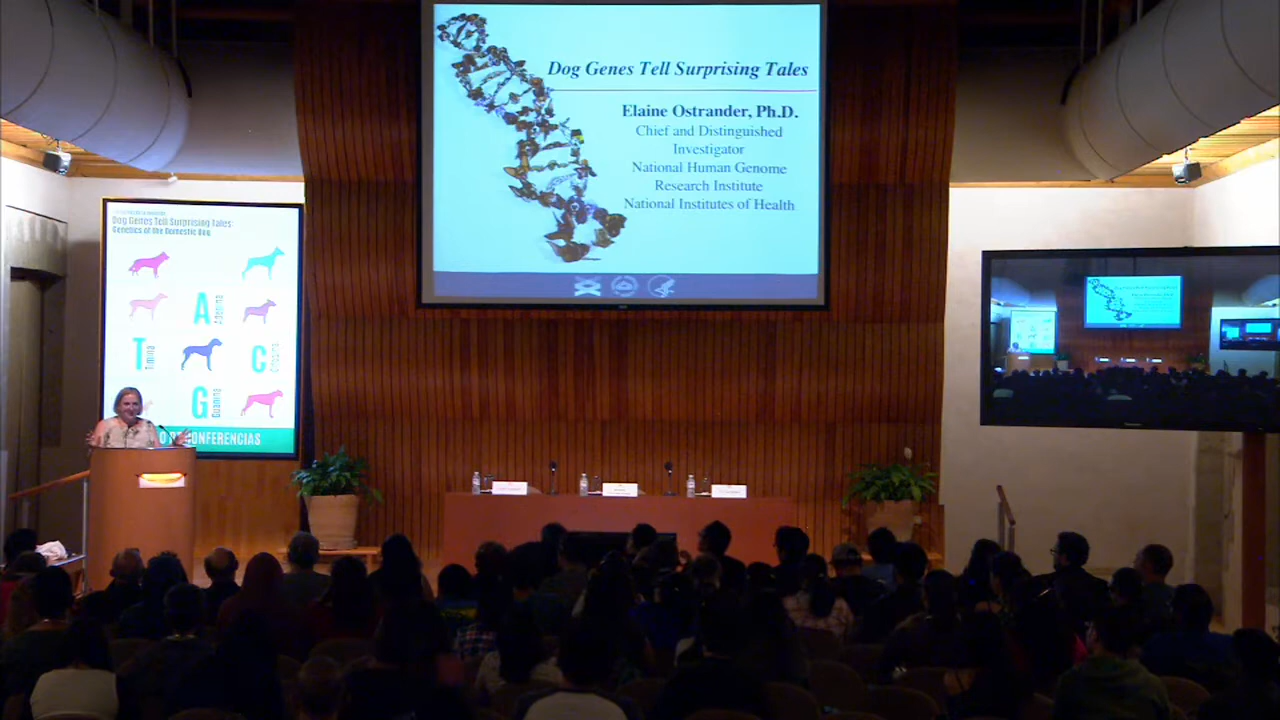 Dog Genes Tell Surprising Tales
Elaine Ostrander, Ph.D.
Chief and Distinguished
Investigator
National Human Genome
Research Institute
National Institutes of Health
Dog Genes Tell Surprising Tales:
Genetics of the Domestic Dog
A
Adenina
T
Timina
C
Citosina
G
Guanina
CONFERENCIAS